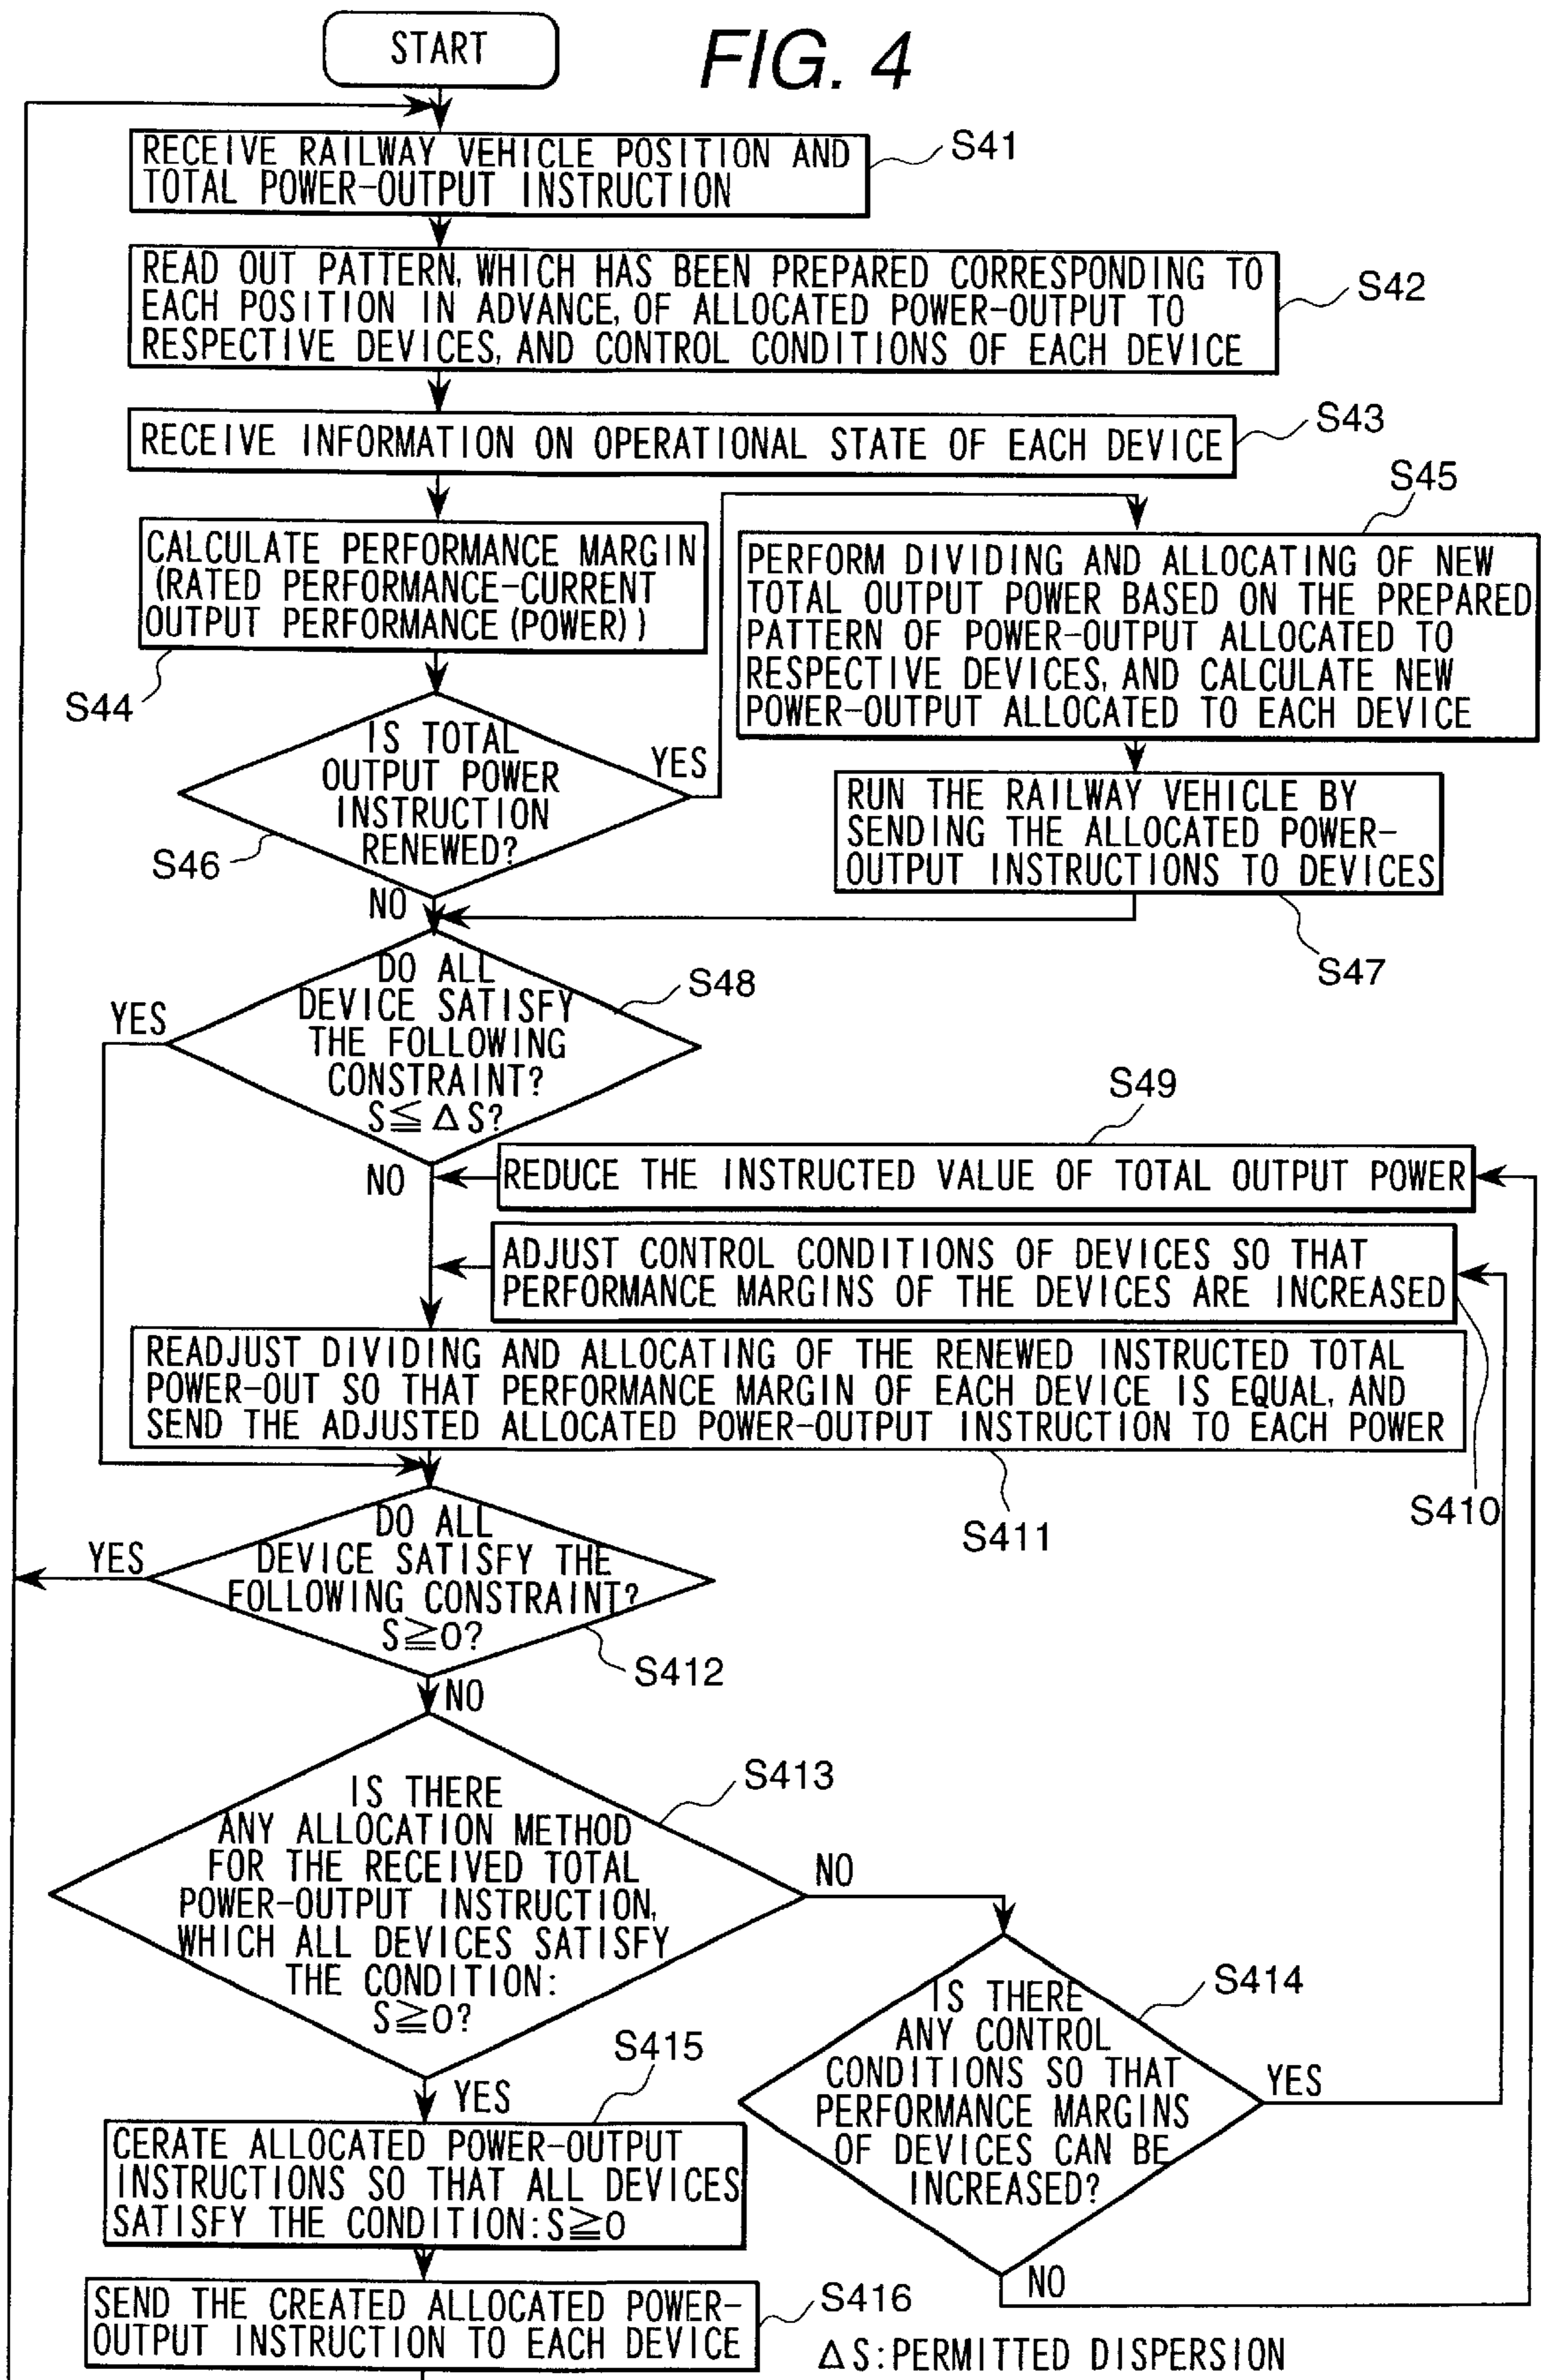 START
FIG. 4
RECEIVE RAILWAY VEHICLE POSITION AND
TOTAL POWER-OUTPUT INSTRUCTION
S41
READ OUT PATTERN, WHICH HAS BEEN PREPARED CORRESPONDING TO
EACH POSITION IN ADVANCE, OF ALLOCATED POWER-OUTPUT TO
RESPECTIVE DEVICES, AND CONTROL CONDITIONS OF EACH DEVICE
S42
RECEIVE INFORMATION ON OPERATIONAL STATE OF EACH DEVICE
S43
CALCULATE PERFORMANCE MARGIN
(RATED PERFORMANCE-CURRENT
OUTPUT PERFORMANCE (POWER))
S44
S45
PERFORM DIVIDING AND ALLOCATING OF NEW
TOTAL OUTPUT POWER BASED ON THE PREPARED
PATTERN OF POWER-OUTPUT ALLOCATED TO
RESPECTIVE DEVICES, AND CALCULATE NEW
POWER-OUTPUT ALLOCATED TO EACH DEVICE
IS TOTAL
OUTPUT POWER
INSTRUCTION
RENEWED?
YES
S46
NO
RUN THE RAILWAY VEHICLE BY
SENDING THE ALLOCATED POWER-
OUTPUT INSTRUCTIONS TO DEVICES
S47
DO ALL
DEVICE SATISFY
THE FOLLOWING
CONSTRAINT?
S≦ΔS?
S48
YES
NO
S49
REDUCE THE INSTRUCTED VALUE OF TOTAL OUTPUT POWER
ADJUST CONTROL CONDITIONS OF DEVICES SO THAT
PERFORMANCE MARGINS OF THE DEVICES ARE INCREASED
S410
READJUST DIVIDING AND ALLOCATING OF THE RENEWED INSTRUCTED TOTAL
POWER-OUT SO THAT PERFORMANCE MARGIN OF EACH DEVICE IS EQUAL, AND
SEND THE ADJUSTED ALLOCATED POWER-OUTPUT INSTRUCTION TO EACH POWER
S411
DO ALL
DEVICE SATISFY THE
FOLLOWING CONSTRAINT?
S≧0?
YES
S412
NO
IS THERE
ANY ALLOCATION METHOD
FOR THE RECEIVED TOTAL
POWER-OUTPUT INSTRUCTION,
WHICH ALL DEVICES SATISFY
THE CONDITION:
S≧0?
S413
NO
YES
IS THERE
ANY CONTROL
CONDITIONS SO THAT
PERFORMANCE MARGINS
OF DEVICES CAN BE
INCREASED?
S414
YES
NO
S415
CERATE ALLOCATED POWER-OUTPUT
INSTRUCTIONS SO THAT ALL DEVICES
SATISFY THE CONDITION:S≧0
SEND THE CREATED ALLOCATED POWER-
OUTPUT INSTRUCTION TO EACH DEVICE
S416
ΔS:PERMITTED DISPERSION